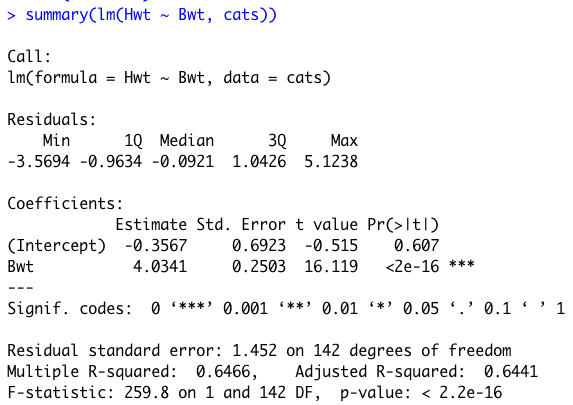 > summary(lm(Hwt ~ Bwt, cats))
Call:
lm(formula = Hwt ~ Bwt, data = cats)
Residuals:
    Min      1Q  Median      3Q     Max
-3.5694 -0.9634 -0.0921  1.0426  5.1238
Coefficients:
            Estimate Std. Error t value Pr(>|t|)
(Intercept)  -0.3567     0.6923  -0.515    0.607
Bwt           4.0341     0.2503  16.119   <2e-16 ***
---
Signif. codes:  0 ‘***’ 0.001 ‘**’ 0.01 ‘*’ 0.05 ‘.’ 0.1 ‘ ’ 1
Residual standard error: 1.452 on 142 degrees of freedom
Multiple R-squared:  0.6466,    Adjusted R-squared:  0.6441
F-statistic: 259.8 on 1 and 142 DF,  p-value: < 2.2e-16